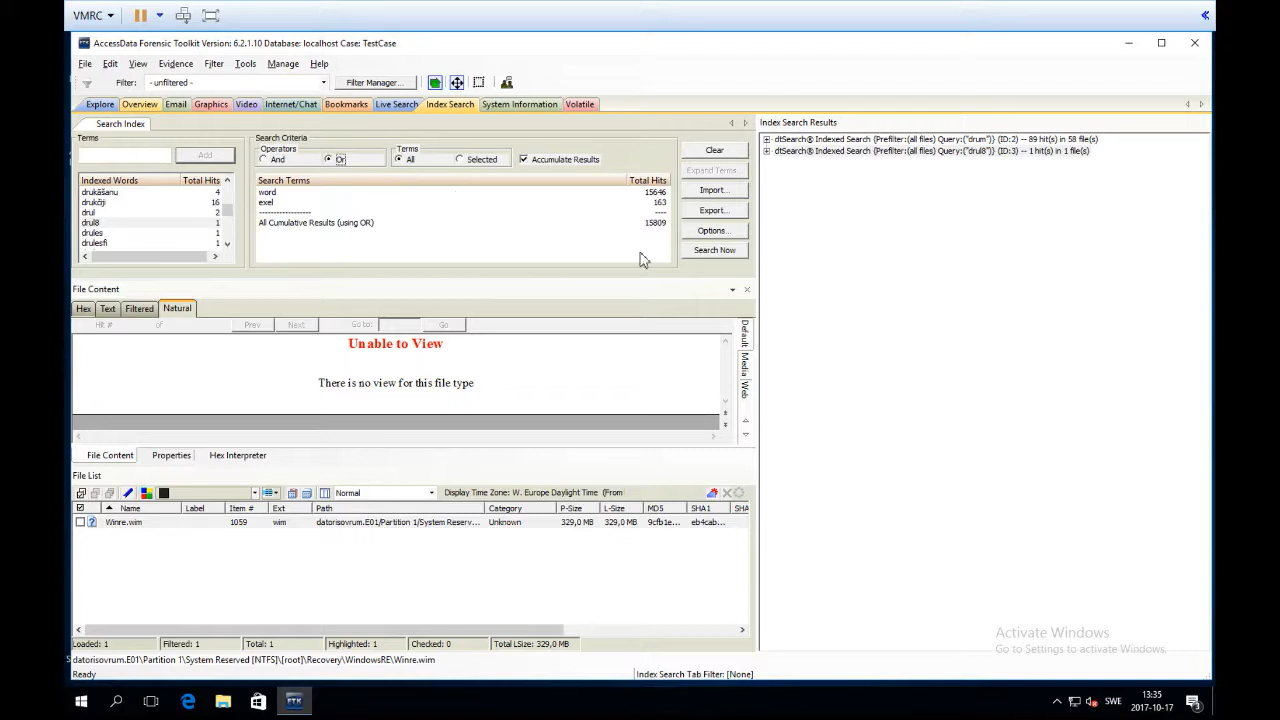 VMRC
AccessData Forensic Toolkit Version: 6.2.1.10 Database: localhost Case: TestCase
File Edit View Evidence Filter Tools Manage Help
Filter: - unfiltered - Filter Manager...
Explore Overview Email Graphics Video Internet/Chat Bookmarks Live Search Index Search System Information Volatile
Search Index
Index Search Results
Terms
Search Criteria
Operators
Terms
Add
And Or All Selected Accumulate Results
Clear
Expand Terms...
Import...
Export...
Options...
Search Now
dtSearch® Indexed Search {Prefilter:(all files) Query:("drum")} (ID:2) -- 89 hit(s) in 58 file(s)
dtSearch® Indexed Search {Prefilter:(all files) Query:("drul8")} (ID:3) -- 1 hit(s) in 1 file(s)
Indexed Words Total Hits
drukāšanu 4
drukčiji 16
drul 2
drul8 1
drules 1
drulesfi 1
Search Terms Total Hits
word 15646
exel 163
----------------- ----
All Cumulative Results (using OR) 15809
File Content
Hex Text Filtered Natural
Hit # of Prev Next Go to: Go
Unable to View
There is no view for this file type
Default
Media
Web
File Content Properties Hex Interpreter
File List
Normal Display Time Zone: W. Europe Daylight Time (From
Name Label Item # Ext Path Category P-Size L-Size MD5 SHA1 SHA
Winre.wim 1059 wim datorisovrum.E01/Partition 1/System Reserv... Unknown 329,0 MB 329,0 MB 9cfb1e... eb4cab...
Loaded: 1 Filtered: 1 Total: 1 Highlighted: 1 Checked: 0 Total LSize: 329,0 MB
datorisovrum.E01\Partition 1\System Reserved [NTFS]\[root]\Recovery\WindowsRE\Winre.wim
Ready
Index Search Tab Filter: [None]
Activate Windows
Go to Settings to activate Windows.
FTK
SWE
13:35
2017-10-17
3